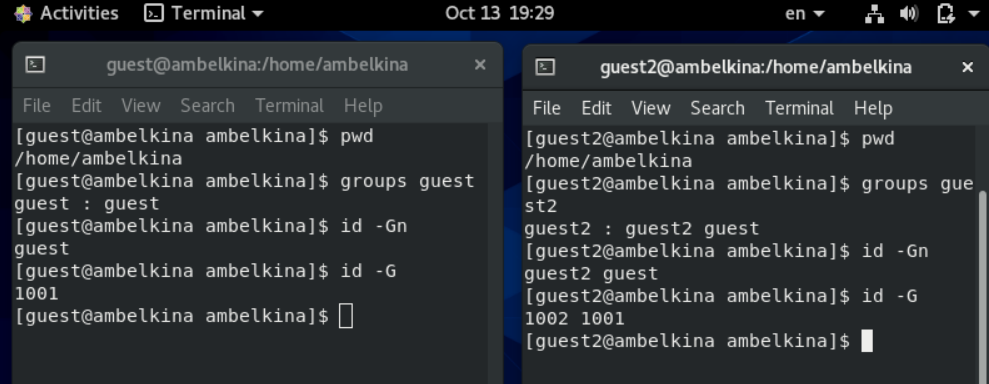 Activities Terminal Oct 13 19:29 en
guest@ambelkina:/home/ambelkina
File Edit View Search Terminal Help
[guest@ambelkina ambelkina]$ pwd
/home/ambelkina
[guest@ambelkina ambelkina]$ groups guest
guest : guest
[guest@ambelkina ambelkina]$ id -Gn
guest
[guest@ambelkina ambelkina]$ id -G
1001
[guest@ambelkina ambelkina]$
guest2@ambelkina:/home/ambelkina
File Edit View Search Terminal Help
[guest2@ambelkina ambelkina]$ pwd
/home/ambelkina
[guest2@ambelkina ambelkina]$ groups gue
st2
guest2 : guest2 guest
[guest2@ambelkina ambelkina]$ id -Gn
guest2 guest
[guest2@ambelkina ambelkina]$ id -G
1002 1001
[guest2@ambelkina ambelkina]$